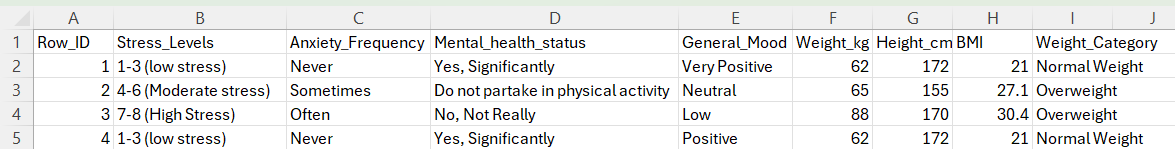 A B C D E F G H I J
1 Row_ID Stress_Levels Anxiety_Frequency Mental_health_status General_Mood Weight_kg Height_cm BMI Weight_Category
2 1 1-3 (low stress) Never Yes, Significantly Very Positive 62 172 21 Normal Weight
3 2 4-6 (Moderate stress) Sometimes Do not partake in physical activity Neutral 65 155 27.1 Overweight
4 3 7-8 (High Stress) Often No, Not Really Low 88 170 30.4 Overweight
5 4 1-3 (low stress) Never Yes, Significantly Positive 62 172 21 Normal Weight